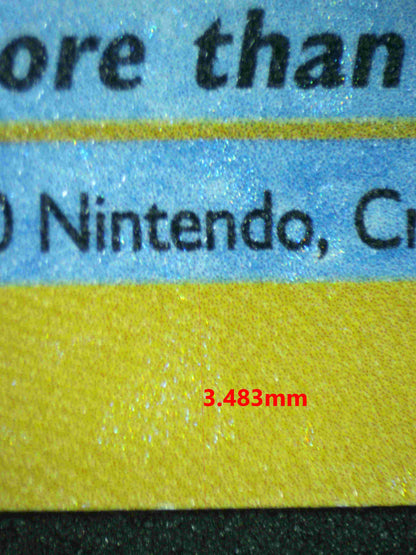 ore than
) Nintendo, C
3.483mm